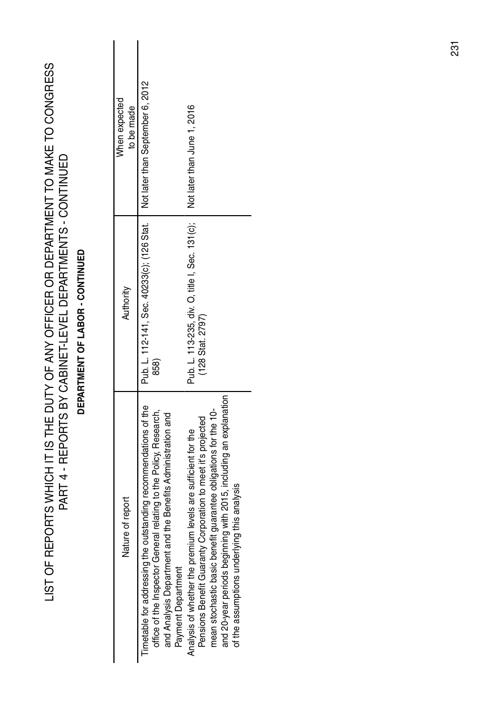 LIST OF REPORTS WHICH IT IS THE DUTY OF ANY OFFICER OR DEPARTMENT TO MAKE TO CONGRESS
PART 4 - REPORTS BY CABINET-LEVEL DEPARTMENTS - CONTINUED
DEPARTMENT OF LABOR - CONTINUED
Nature of report
Authority
When expected
to be made
Timetable for addressing the outstanding recommendations of the
office of the Inspector General relating to the Policy, Research,
and Analysis Department and the Benefits Administration and
Payment Department
Pub. L. 112-141, Sec. 40233(c); (126 Stat.
858)
Not later than September 6, 2012
Analysis of whether the premium levels are sufficient for the
Pensions Benefit Guaranty Corporation to meet it's projected
mean stochastic basic benefit guarantee obligations for the 10-
and 20-year periods beginning with 2015, including an explanation
of the assumptions underlying this analysis
Pub. L. 113-235, div. O, title I, Sec. 131(c);
(128 Stat. 2797)
Not later than June 1, 2016
231